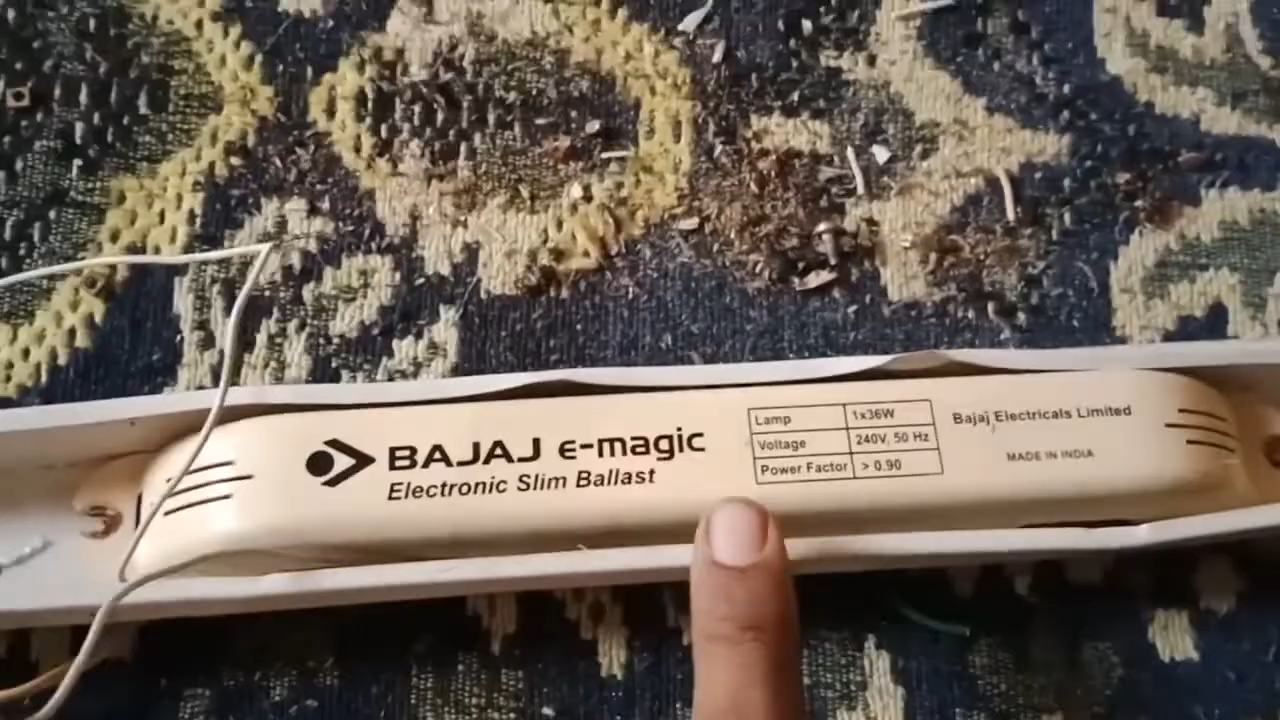 BAJAJ e-magic
Electronic Slim Ballast
Lamp 1x36W
Voltage 240V, 50 Hz
Power Factor > 0.90
Bajaj Electricals Limited
MADE IN INDIA